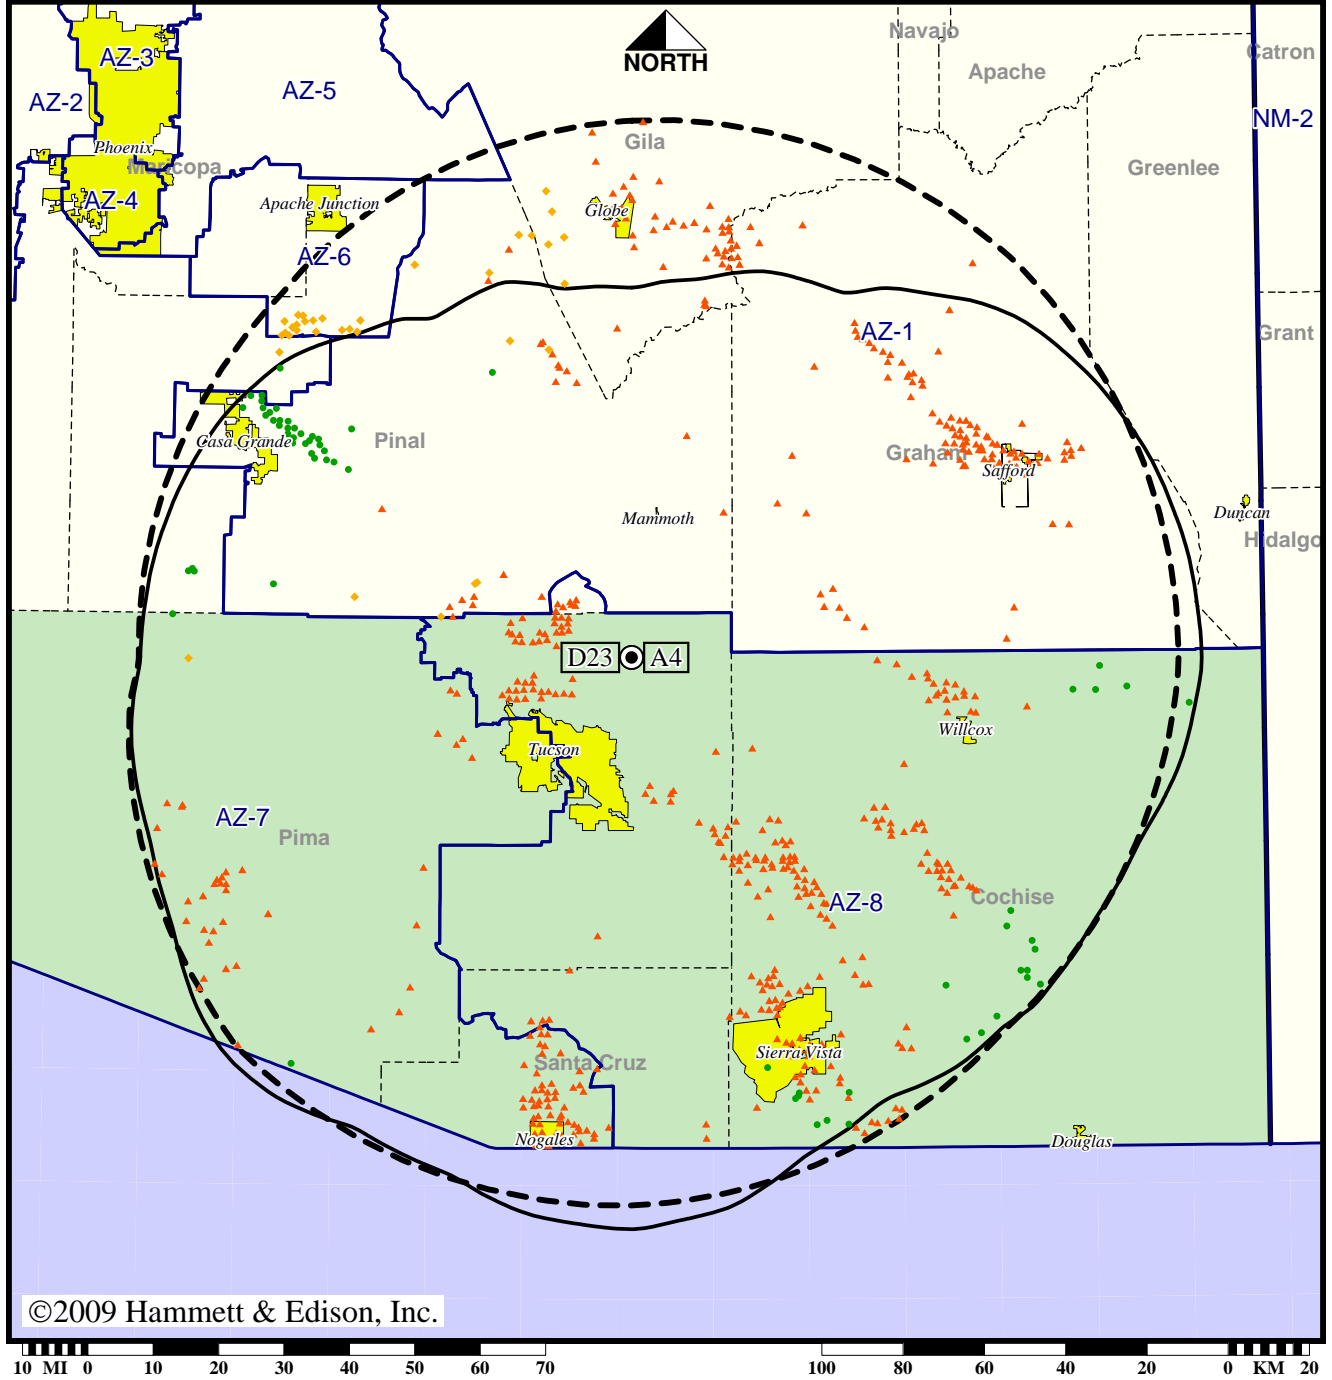 Navajo
Catron
AZ-3
NORTH
Apache
AZ-5
AZ-2
NM-2
Gila
Phoenix
Maricopa
Greenlee
AZ-4
Apache Junction
Globe
AZ-6
AZ-1
Grant
Casa Grande
Pinal
Graham
Safford
Mammoth
Duncan
Hidalgo
D23
A4
Willcox
Tucson
AZ-7
Pima
AZ-8
Cochise
Sierra Vista
Santa Cruz
Nogales
Douglas
©2009 Hammett & Edison, Inc.
10 MI 0 10 20 30 40 50 60 70
100 80 60 40 20 0 KM 20